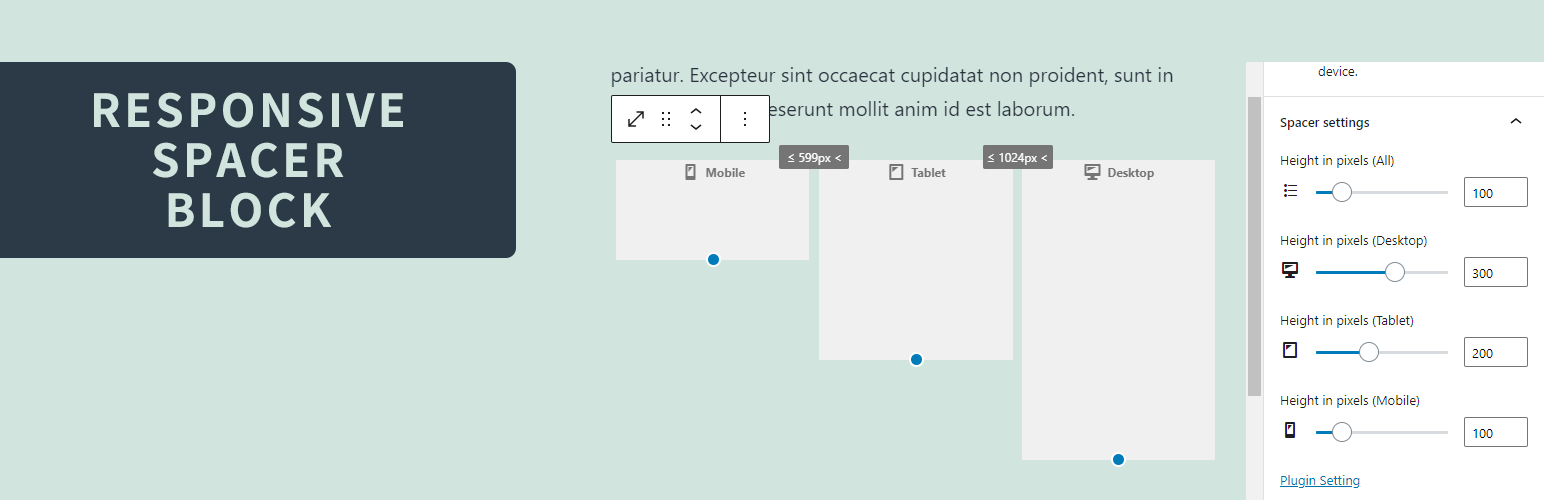 RESPONSIVE
SPACER
BLOCK
pariatur. Excepteur sint occaecat cupidatat non proident, sunt in
eserunt mollit anim id est laborum.
≤ 599px <
≤ 1024px <
Mobile
Tablet
Desktop
device.
Spacer settings
Height in pixels (All)
100
Height in pixels (Desktop)
300
Height in pixels (Tablet)
200
Height in pixels (Mobile)
100
Plugin Setting